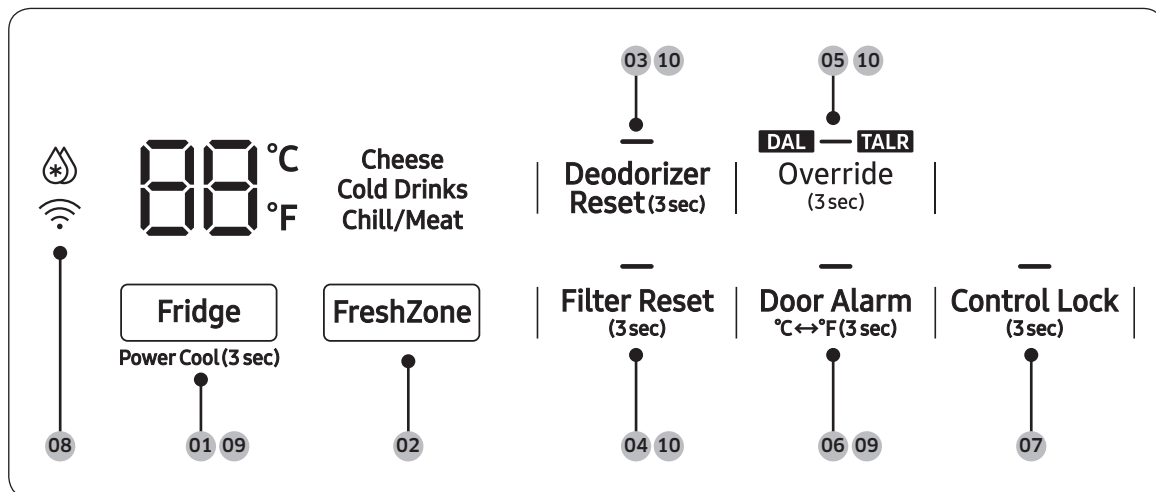 03 10
05 10
88 °C
°F
Cheese
Cold Drinks
Chill/Meat
Deodorizer
Reset (3 sec)
DAL TALR
Override
(3 sec)
Fridge
Power Cool (3 sec)
FreshZone
Filter Reset
(3 sec)
Door Alarm
°C↔°F (3 sec)
Control Lock
(3 sec)
08
01 09
02
04 10
06 09
07